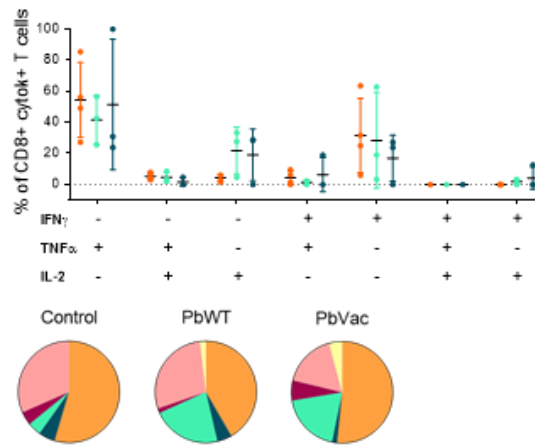 % of CD8+ cytok+ T cells
100
80
60
40
20
0
IFNγ - - - + + + +
TNFα + + - + - + -
IL-2 - + + - - + +
Control PbWT PbVac